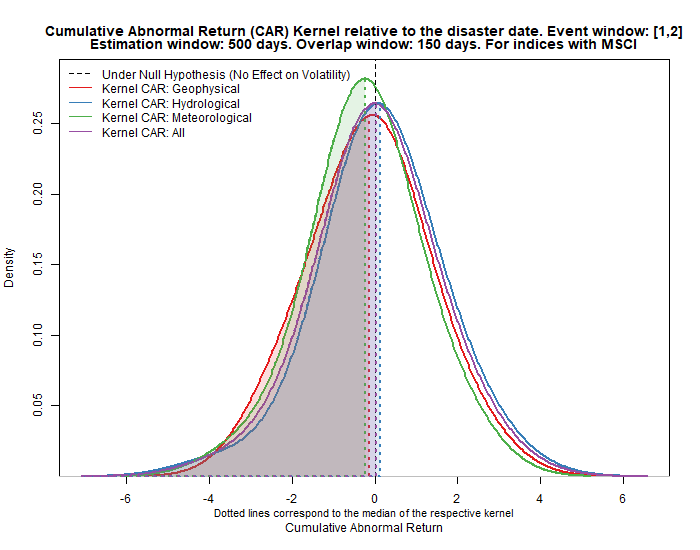 Cumulative Abnormal Return (CAR) Kernel relative to the disaster date. Event window: [1,2]
Estimation window: 500 days. Overlap window: 150 days. For indices with MSCI
Under Null Hypothesis (No Effect on Volatility)
Kernel CAR: Geophysical
Kernel CAR: Hydrological
Kernel CAR: Meteorological
Kernel CAR: All
0.25
0.20
0.15
0.10
0.05
Density
-6 -4 -2 0 2 4 6
Dotted lines correspond to the median of the respective kernel
Cumulative Abnormal Return